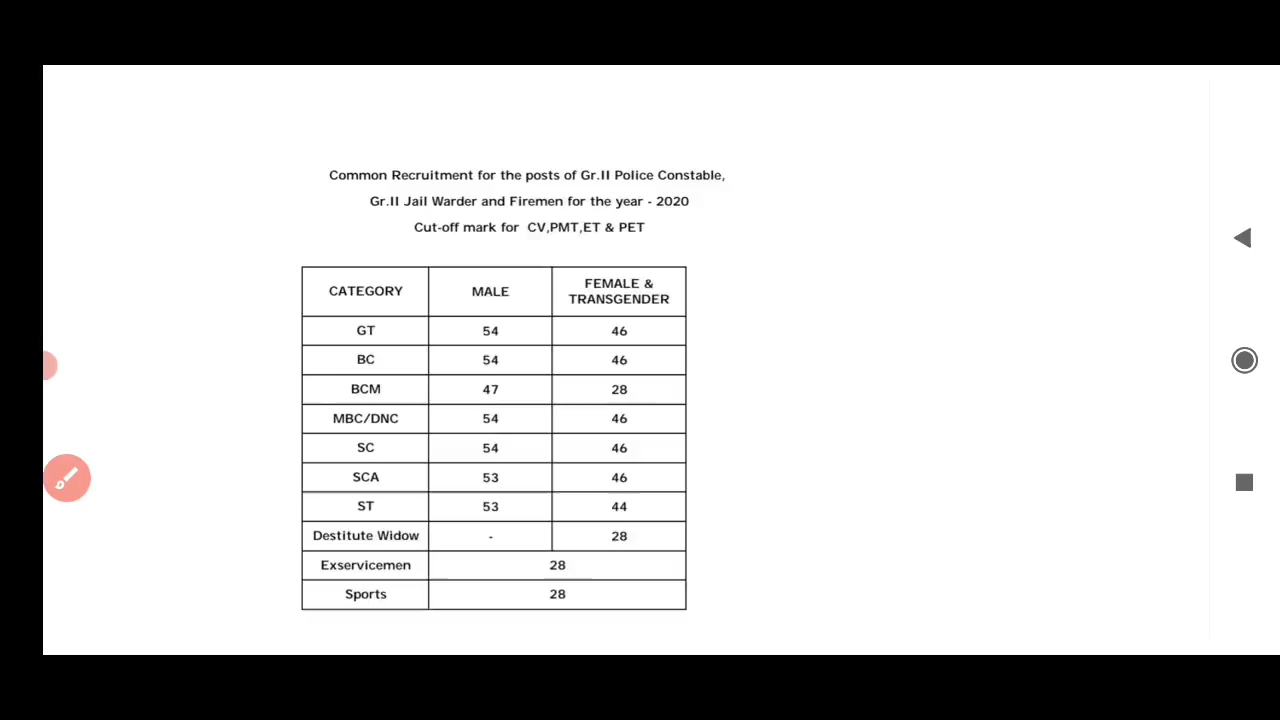 Common Recruitment for the posts of Gr.II Police Constable,
Gr.II Jail Warder and Firemen for the year - 2020
Cut-off mark for CV,PMT,ET & PET
CATEGORY MALE FEMALE & TRANSGENDER
GT 54 46
BC 54 46
BCM 47 28
MBC/DNC 54 46
SC 54 46
SCA 53 46
ST 53 44
Destitute Widow - 28
Exservicemen 28
Sports 28